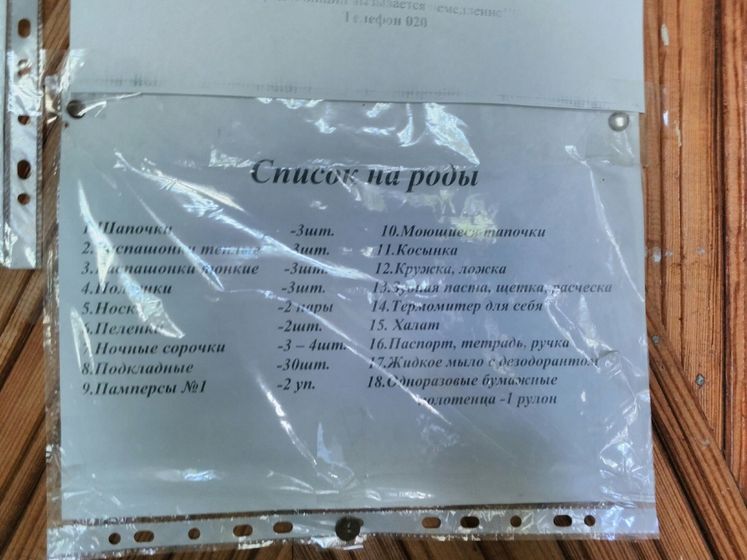 Телефон 020
Список на роды
1.Шапочки -3шт.
2.Распашонки теплые -3шт.
3.Распашонки тонкие -3шт.
4.Ползунки -3шт.
5.Носки -2 пары
6.Пеленки -2шт.
Ночные сорочки -3 – 4шт.
8.Подкладные -30шт.
9.Памперсы №1 -2 уп.
10.Моющиеся тапочки
11.Косынка
12.Кружка, ложка
13.Зубная паста, щетка, расческа
14.Термомитер для себя
15. Халат
16.Паспорт, тетрадь, ручка
17.Жидкое мыло с дезодорантом
18.Одноразовые бумажные
полотенца -1 рулон